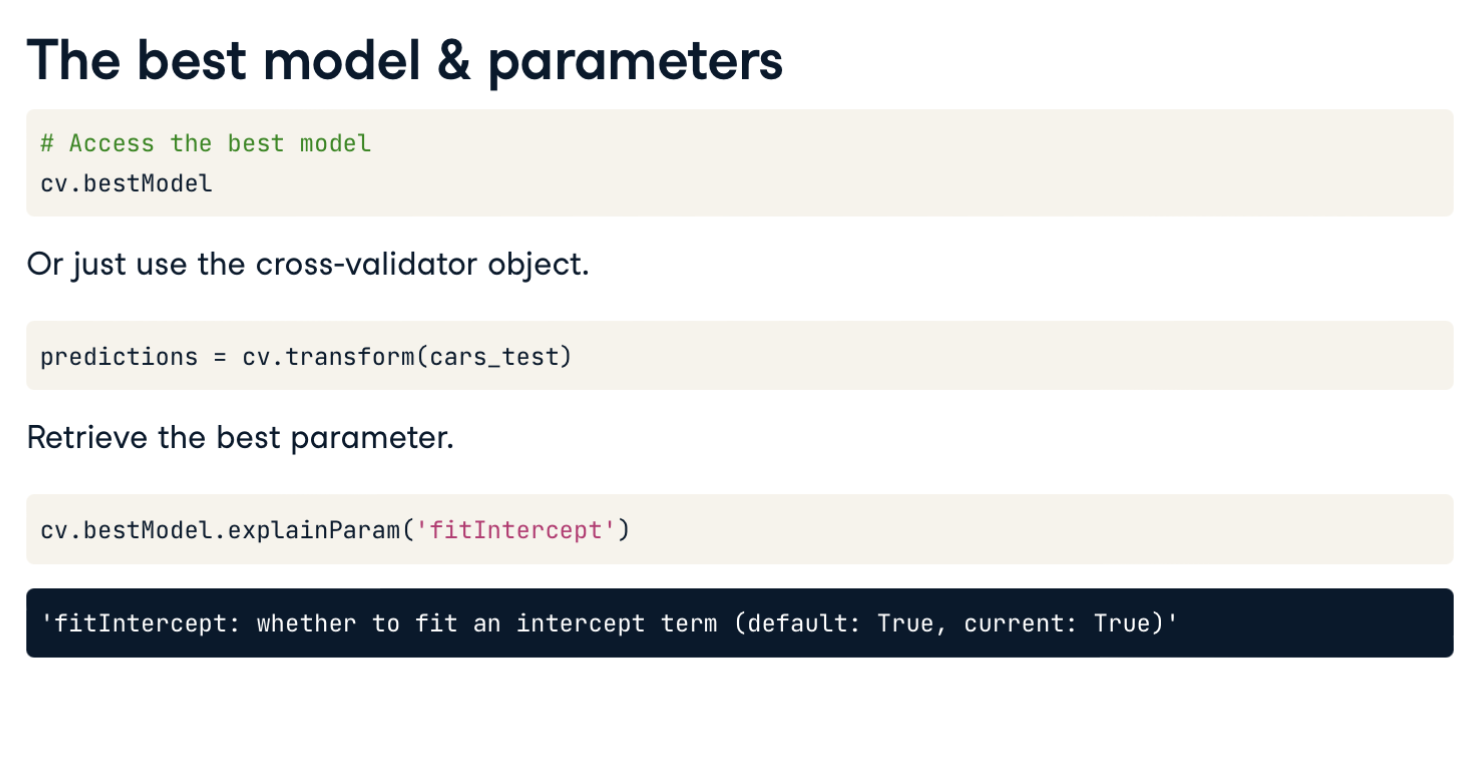 The best model & parameters
# Access the best model
cv.bestModel
Or just use the cross-validator object.
predictions = cv.transform(cars_test)
Retrieve the best parameter.
cv.bestModel.explainParam('fitIntercept')
'fitIntercept: whether to fit an intercept term (default: True, current: True)'